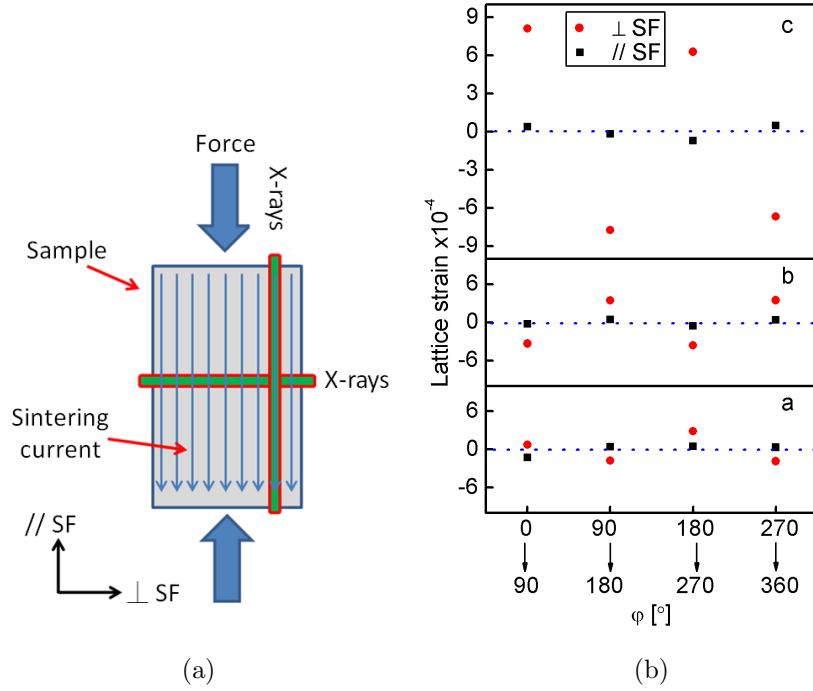 Force
X-rays
Sample
X-rays
Sintering
current
// SF
⊥ SF
(a)
⊥ SF
// SF
c
9
6
3
0
-3
-6
-9
b
6
0
-6
a
6
0
-6
Lattice strain x10-4
0 90 180 270
90 180 270 360
φ [°]
(b)